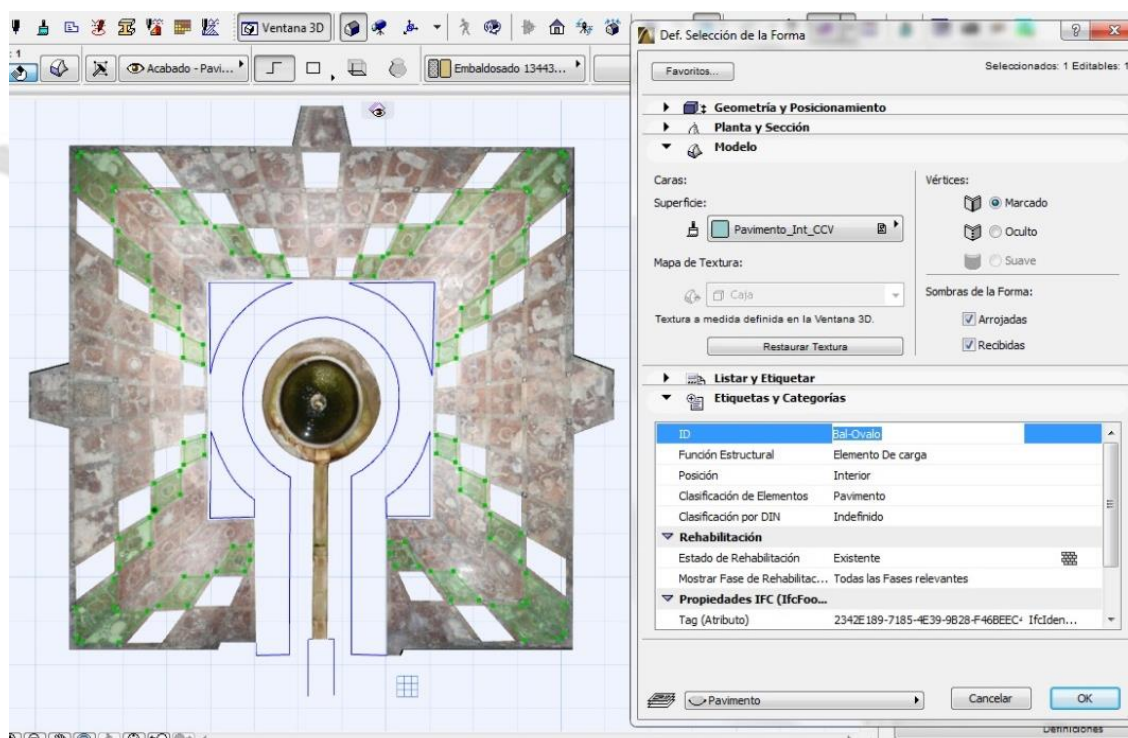 Ventana 3D
: 1
Acabado - Pavi...
Embaldosado 13443...
Def. Selección de la Forma
Favoritos...
Seleccionados: 1 Editables: 1
Geometría y Posicionamiento
Planta y Sección
Modelo
Caras:
Superficie:
Pavimento_Int_CCV
Mapa de Textura:
Caja
Textura a medida definida en la Ventana 3D.
Restaurar Textura
Vértices:
Marcado
Oculto
Suave
Sombras de la Forma:
Arrojadas
Recibidas
Listar y Etiquetar
Etiquetas y Categorías
ID Bal-Ovalo
Función Estructural Elemento De carga
Posición Interior
Clasificación de Elementos Pavimento
Clasificación por DIN Indefinido
Rehabilitación
Estado de Rehabilitación Existente
Mostrar Fase de Rehabilitac... Todas las Fases relevantes
Propiedades IFC (IfcFoo...
Tag (Atributo) 2342E189-7185-4E39-9B28-F46BEEC4 IfcIden...
Pavimento
Cancelar
OK
Definiciones